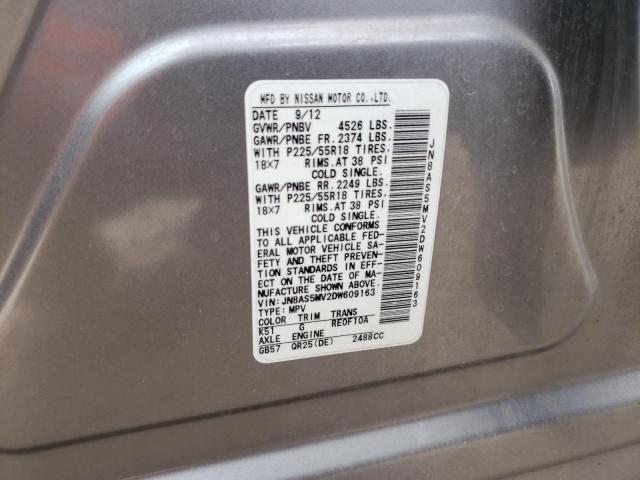 MFD BY NISSAN MOTOR CO.,LTD.
DATE 9/12
GVWR/PNBV 4526 LBS.
GAWR/PNBE FR. 2374 LBS.
WITH P225/55R18 TIRES.
18X7 RIMS.AT 38 PSI
COLD SINGLE.
GAWR/PNBE RR. 2249 LBS.
WITH P225/55R18 TIRES.
18X7 RIMS.AT 38 PSI
COLD SINGLE.
THIS VEHICLE CONFORMS
TO ALL APPLICABLE FED-
ERAL MOTOR VEHICLE SA-
FETY AND THEFT PREVEN-
TION STANDARDS IN EFF-
ECT ON THE DATE OF MA-
NUFACTURE SHOWN ABOVE.
VIN: JN8AS5MV2DW609163
TYPE: MPV
COLOR TRIM TRANS
K51 G RE0F10A
AXLE ENGINE
GB57 QR25(DE) 2488CC
JN8AS5MV2DW609163